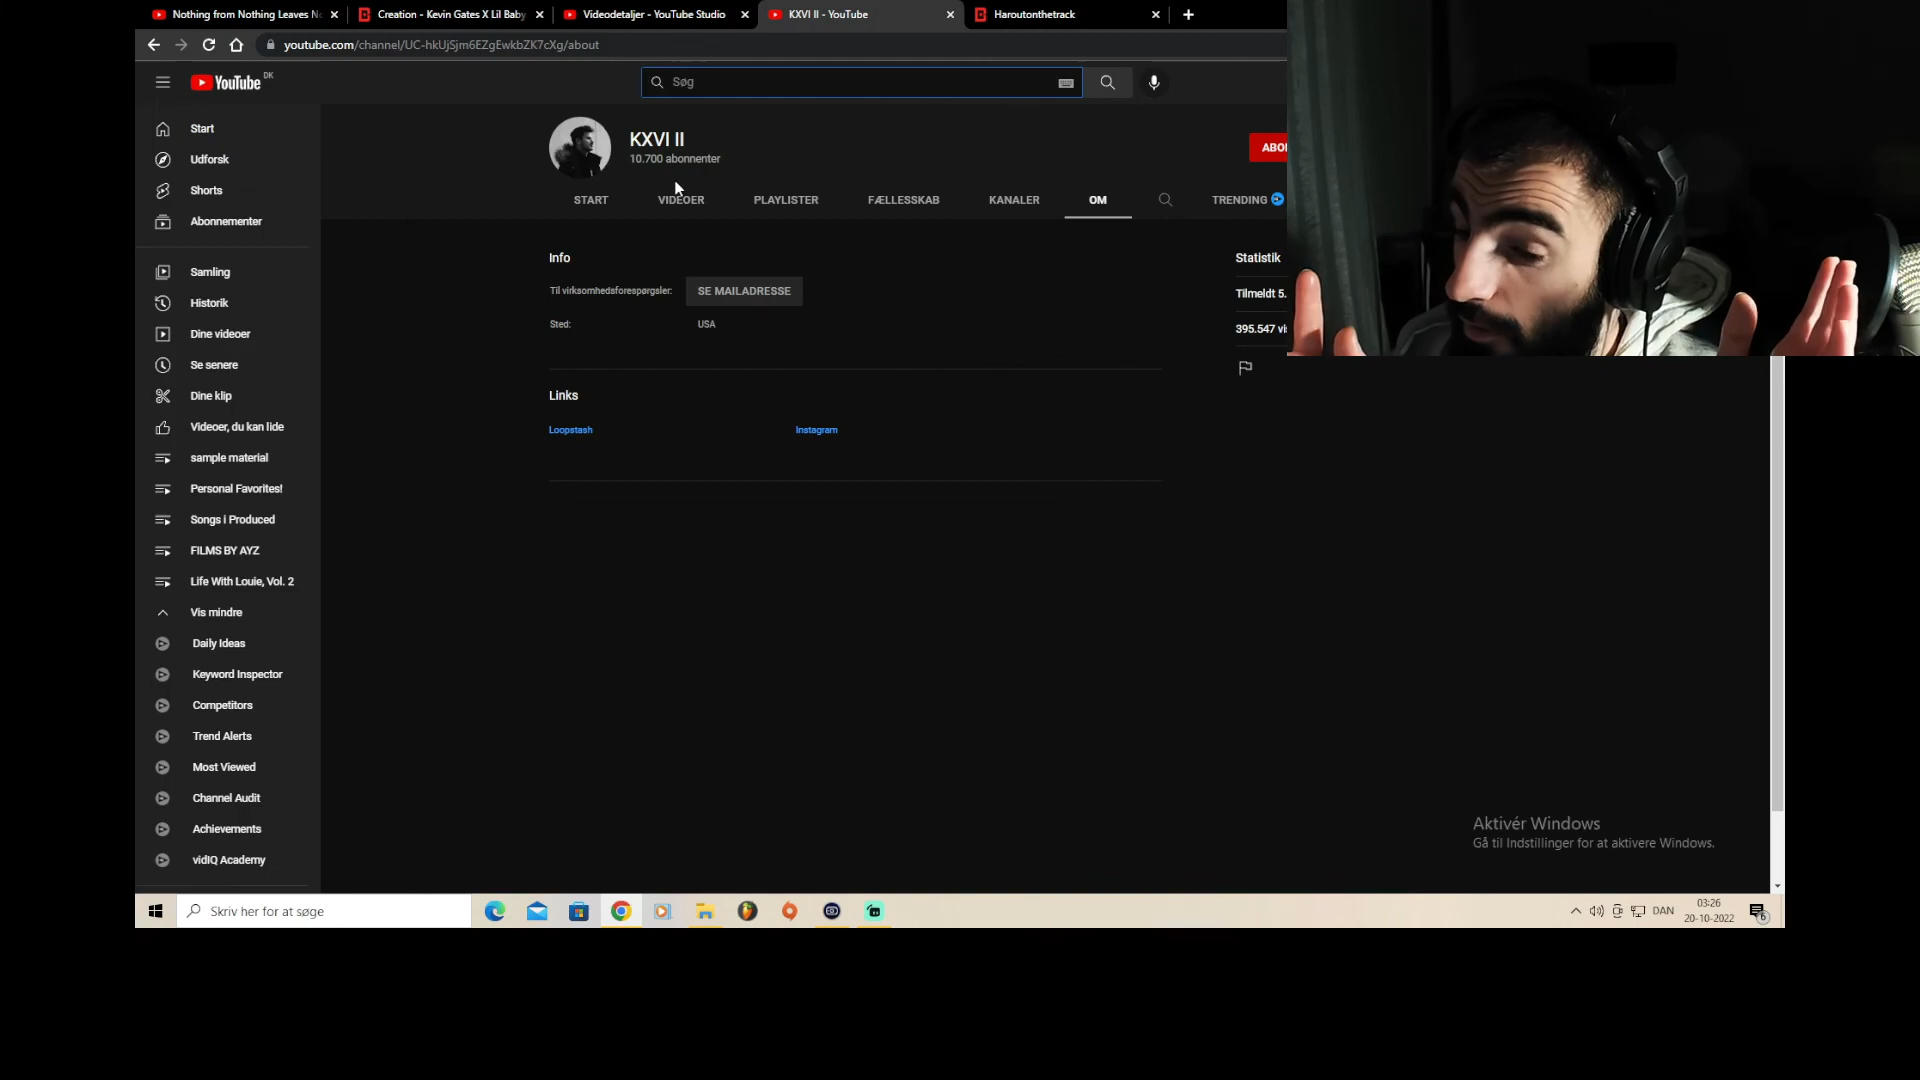 Nothing from Nothing Leaves No
Creation - Kevin Gates X Lil Baby
Videodetaljer - YouTube Studio
KXVI II - YouTube
Haroutonthetrack
youtube.com/channel/UC-hkUjSjm6EZgEwkbZK7cXg/about
YouTube DK
Søg
Start
Udforsk
Shorts
Abonnementer
Samling
Historik
Dine videoer
Se senere
Dine klip
Videoer, du kan lide
sample material
Personal Favorites!
Songs i Produced
FILMS BY AYZ
Life With Louie, Vol. 2
Vis mindre
Daily Ideas
Keyword Inspector
Competitors
Trend Alerts
Most Viewed
Channel Audit
Achievements
vidIQ Academy
KXVI II
10.700 abonnenter
ABO
START VIDEOER PLAYLISTER FÆLLESSKAB KANALER OM TRENDING
Info
Til virksomhedsforespørgsler: SE MAILADRESSE
Sted: USA
Links
Loopstash Instagram
Statistik
Tilmeldt 5.
395.547 vi
Aktivér Windows
Gå til Indstillinger for at aktivere Windows.
Skriv her for at søge
DAN
03:26
20-10-2022
6